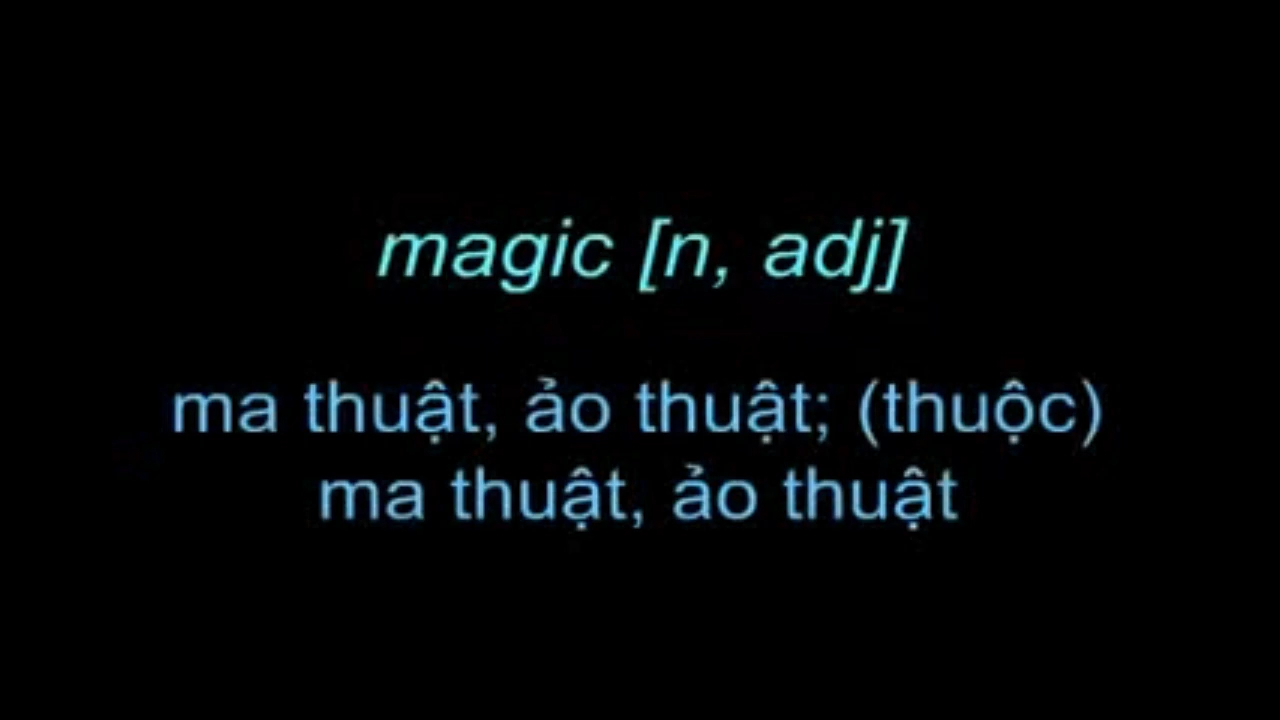 magic [n, adj]
ma thuật, ảo thuật; (thuộc)
ma thuật, ảo thuật